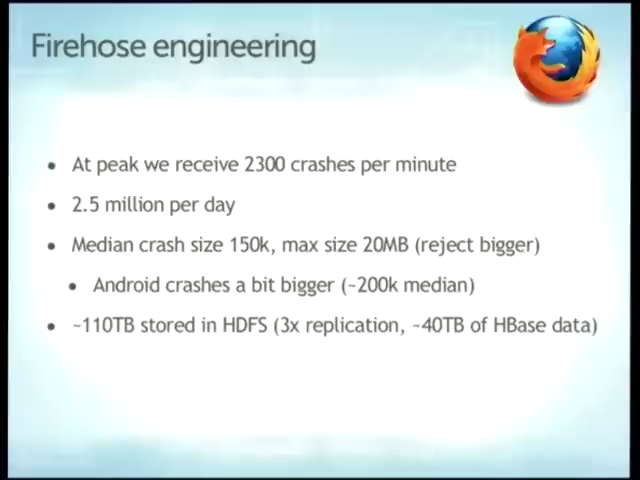 Firehose engineering
• At peak we receive 2300 crashes per minute
• 2.5 million per day
• Median crash size 150k, max size 20MB (reject bigger)
• Android crashes a bit bigger (~200k median)
• ~110TB stored in HDFS (3x replication, ~40TB of HBase data)